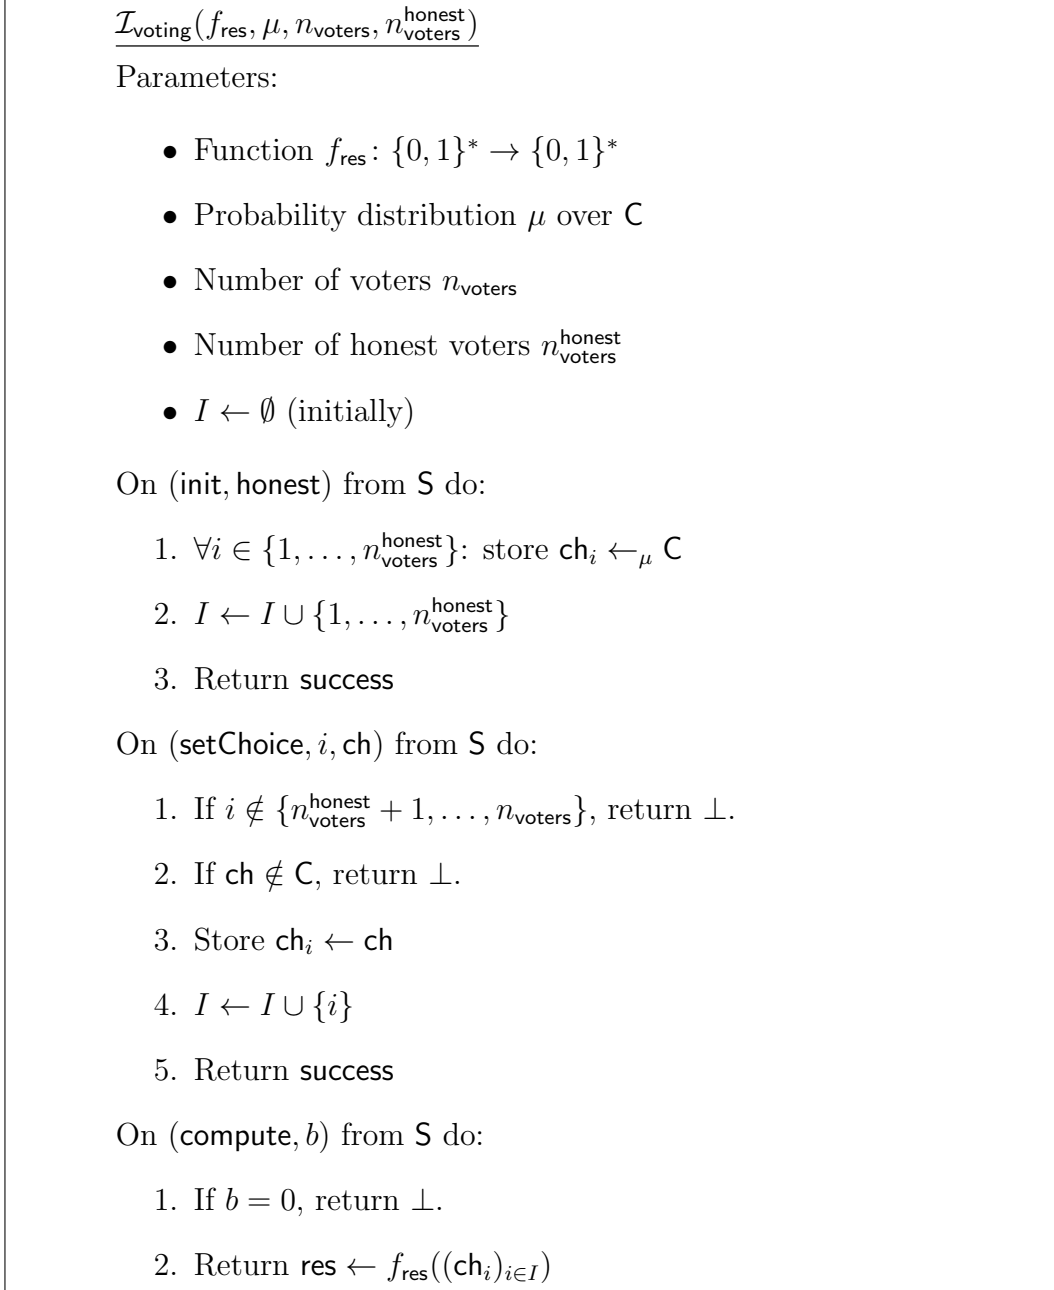 𝓘_voting(f_res, μ, n_voters, n_voters^honest)
Parameters:
• Function f_res : {0, 1}* → {0, 1}*
• Probability distribution μ over C
• Number of voters n_voters
• Number of honest voters n_voters^honest
• I ← ∅ (initially)
On (init, honest) from S do:
1. ∀i ∈ {1, . . . , n_voters^honest}: store ch_i ←_μ C
2. I ← I ∪ {1, . . . , n_voters^honest}
3. Return success
On (setChoice, i, ch) from S do:
1. If i ∉ {n_voters^honest + 1, . . . , n_voters}, return ⊥.
2. If ch ∉ C, return ⊥.
3. Store ch_i ← ch
4. I ← I ∪ {i}
5. Return success
On (compute, b) from S do:
1. If b = 0, return ⊥.
2. Return res ← f_res((ch_i)_{i∈I})